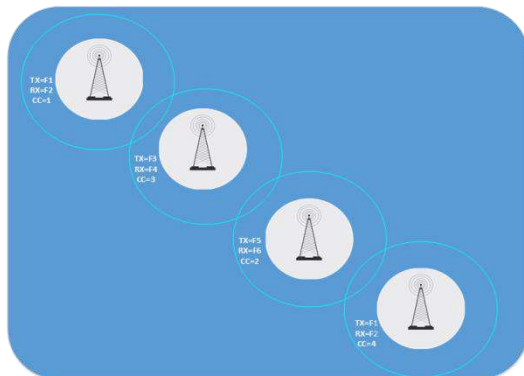 TX=F1
RX=F2
CC=1
TX=F3
RX=F4
CC=3
TX=F5
RX=F6
CC=2
TX=F1
RX=F2
CC=4